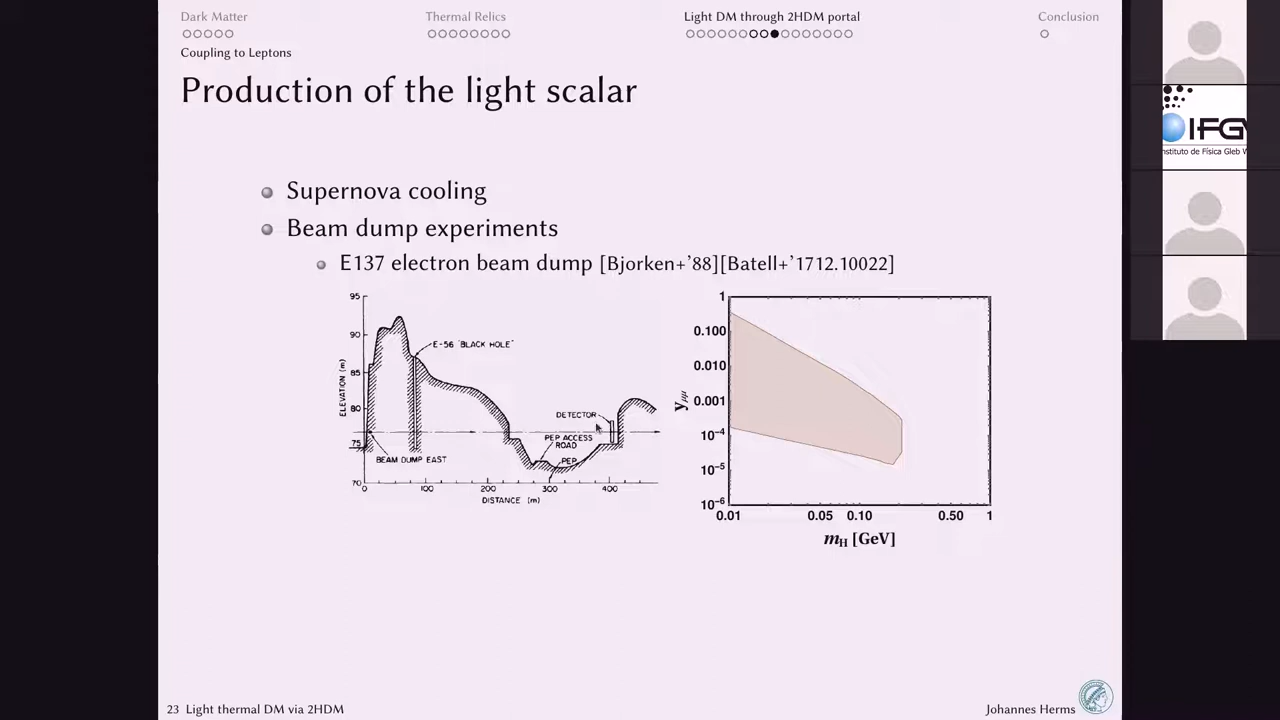 Dark Matter
Thermal Relics
Light DM through 2HDM portal
Conclusion
Coupling to Leptons
Production of the light scalar
Supernova cooling
Beam dump experiments
E137 electron beam dump [Bjorken+'88][Batell+'1712.10022]
95
90
85
80
75
70
ELEVATION (m)
E-56 "BLACK HOLE"
DETECTOR
PEP ACCESS
ROAD
PEP
BEAM DUMP EAST
0 100 200 300 400
DISTANCE (m)
1
0.100
0.010
0.001
10⁻⁴
10⁻⁵
10⁻⁶
yμμ
0.01 0.05 0.10 0.50 1
mH [GeV]
23 Light thermal DM via 2HDM
Johannes Herms
IFGW
nstituto de Física Gleb W